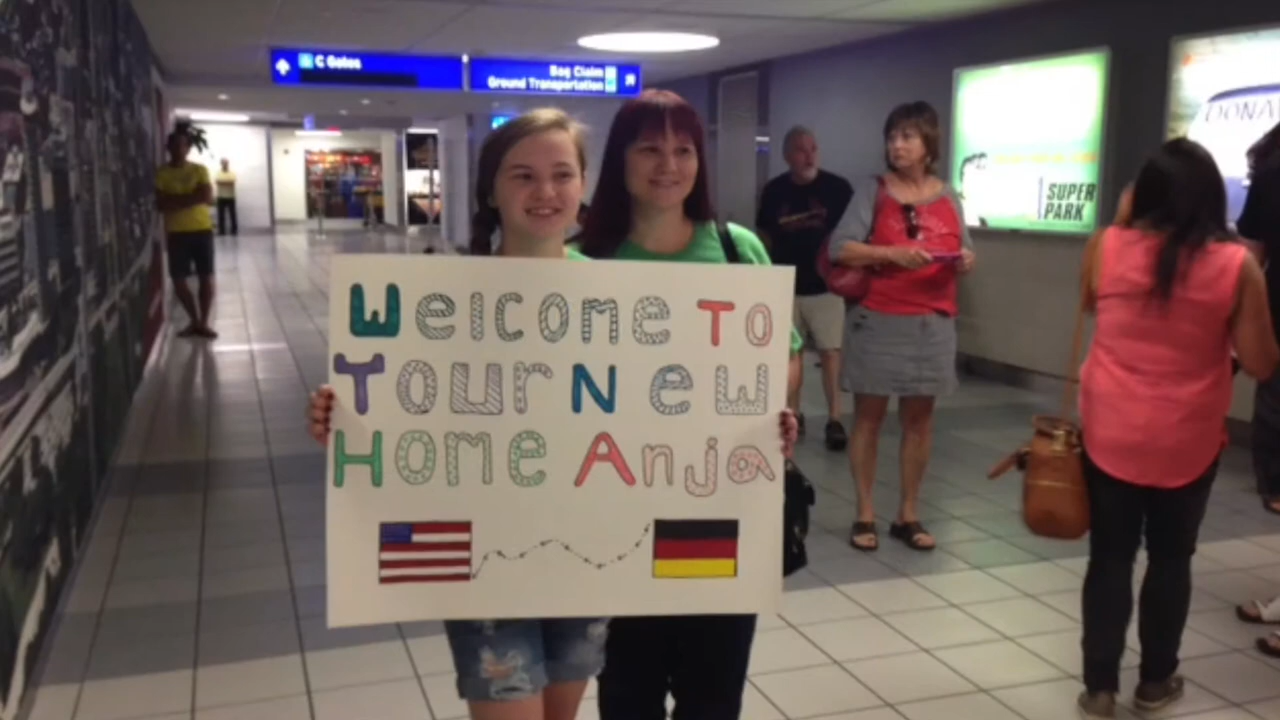 C Gates
Bag Claim
Ground Transportation
Welcome To
Your New
Home Anja
SUPER
PARK
DONA